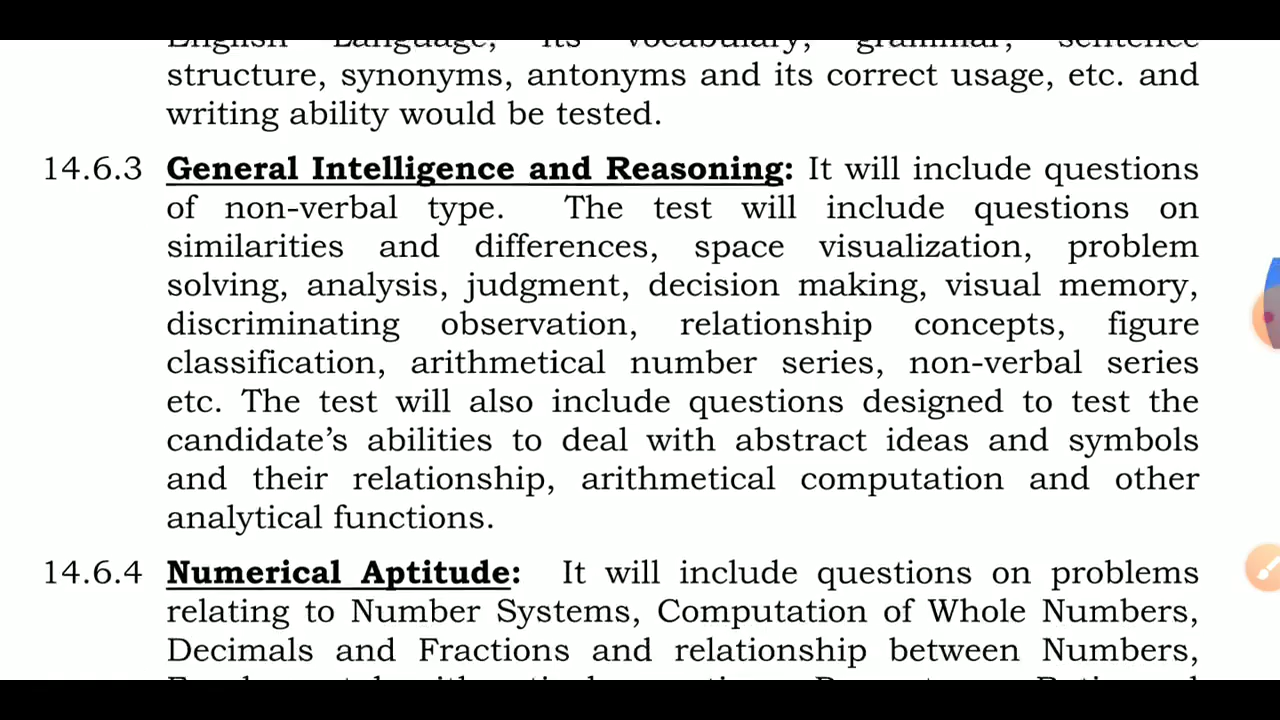 English Language, its vocabulary, grammar, sentence
structure, synonyms, antonyms and its correct usage, etc. and
writing ability would be tested.
14.6.3 General Intelligence and Reasoning: It will include questions
of non-verbal type. The test will include questions on
similarities and differences, space visualization, problem
solving, analysis, judgment, decision making, visual memory,
discriminating observation, relationship concepts, figure
classification, arithmetical number series, non-verbal series
etc. The test will also include questions designed to test the
candidate’s abilities to deal with abstract ideas and symbols
and their relationship, arithmetical computation and other
analytical functions.
14.6.4 Numerical Aptitude: It will include questions on problems
relating to Number Systems, Computation of Whole Numbers,
Decimals and Fractions and relationship between Numbers,